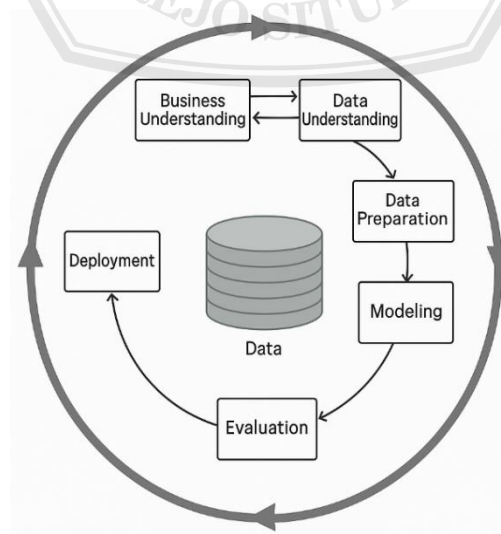 Business
Understanding
Data
Understanding
Data
Preparation
Modeling
Evaluation
Deployment
Data